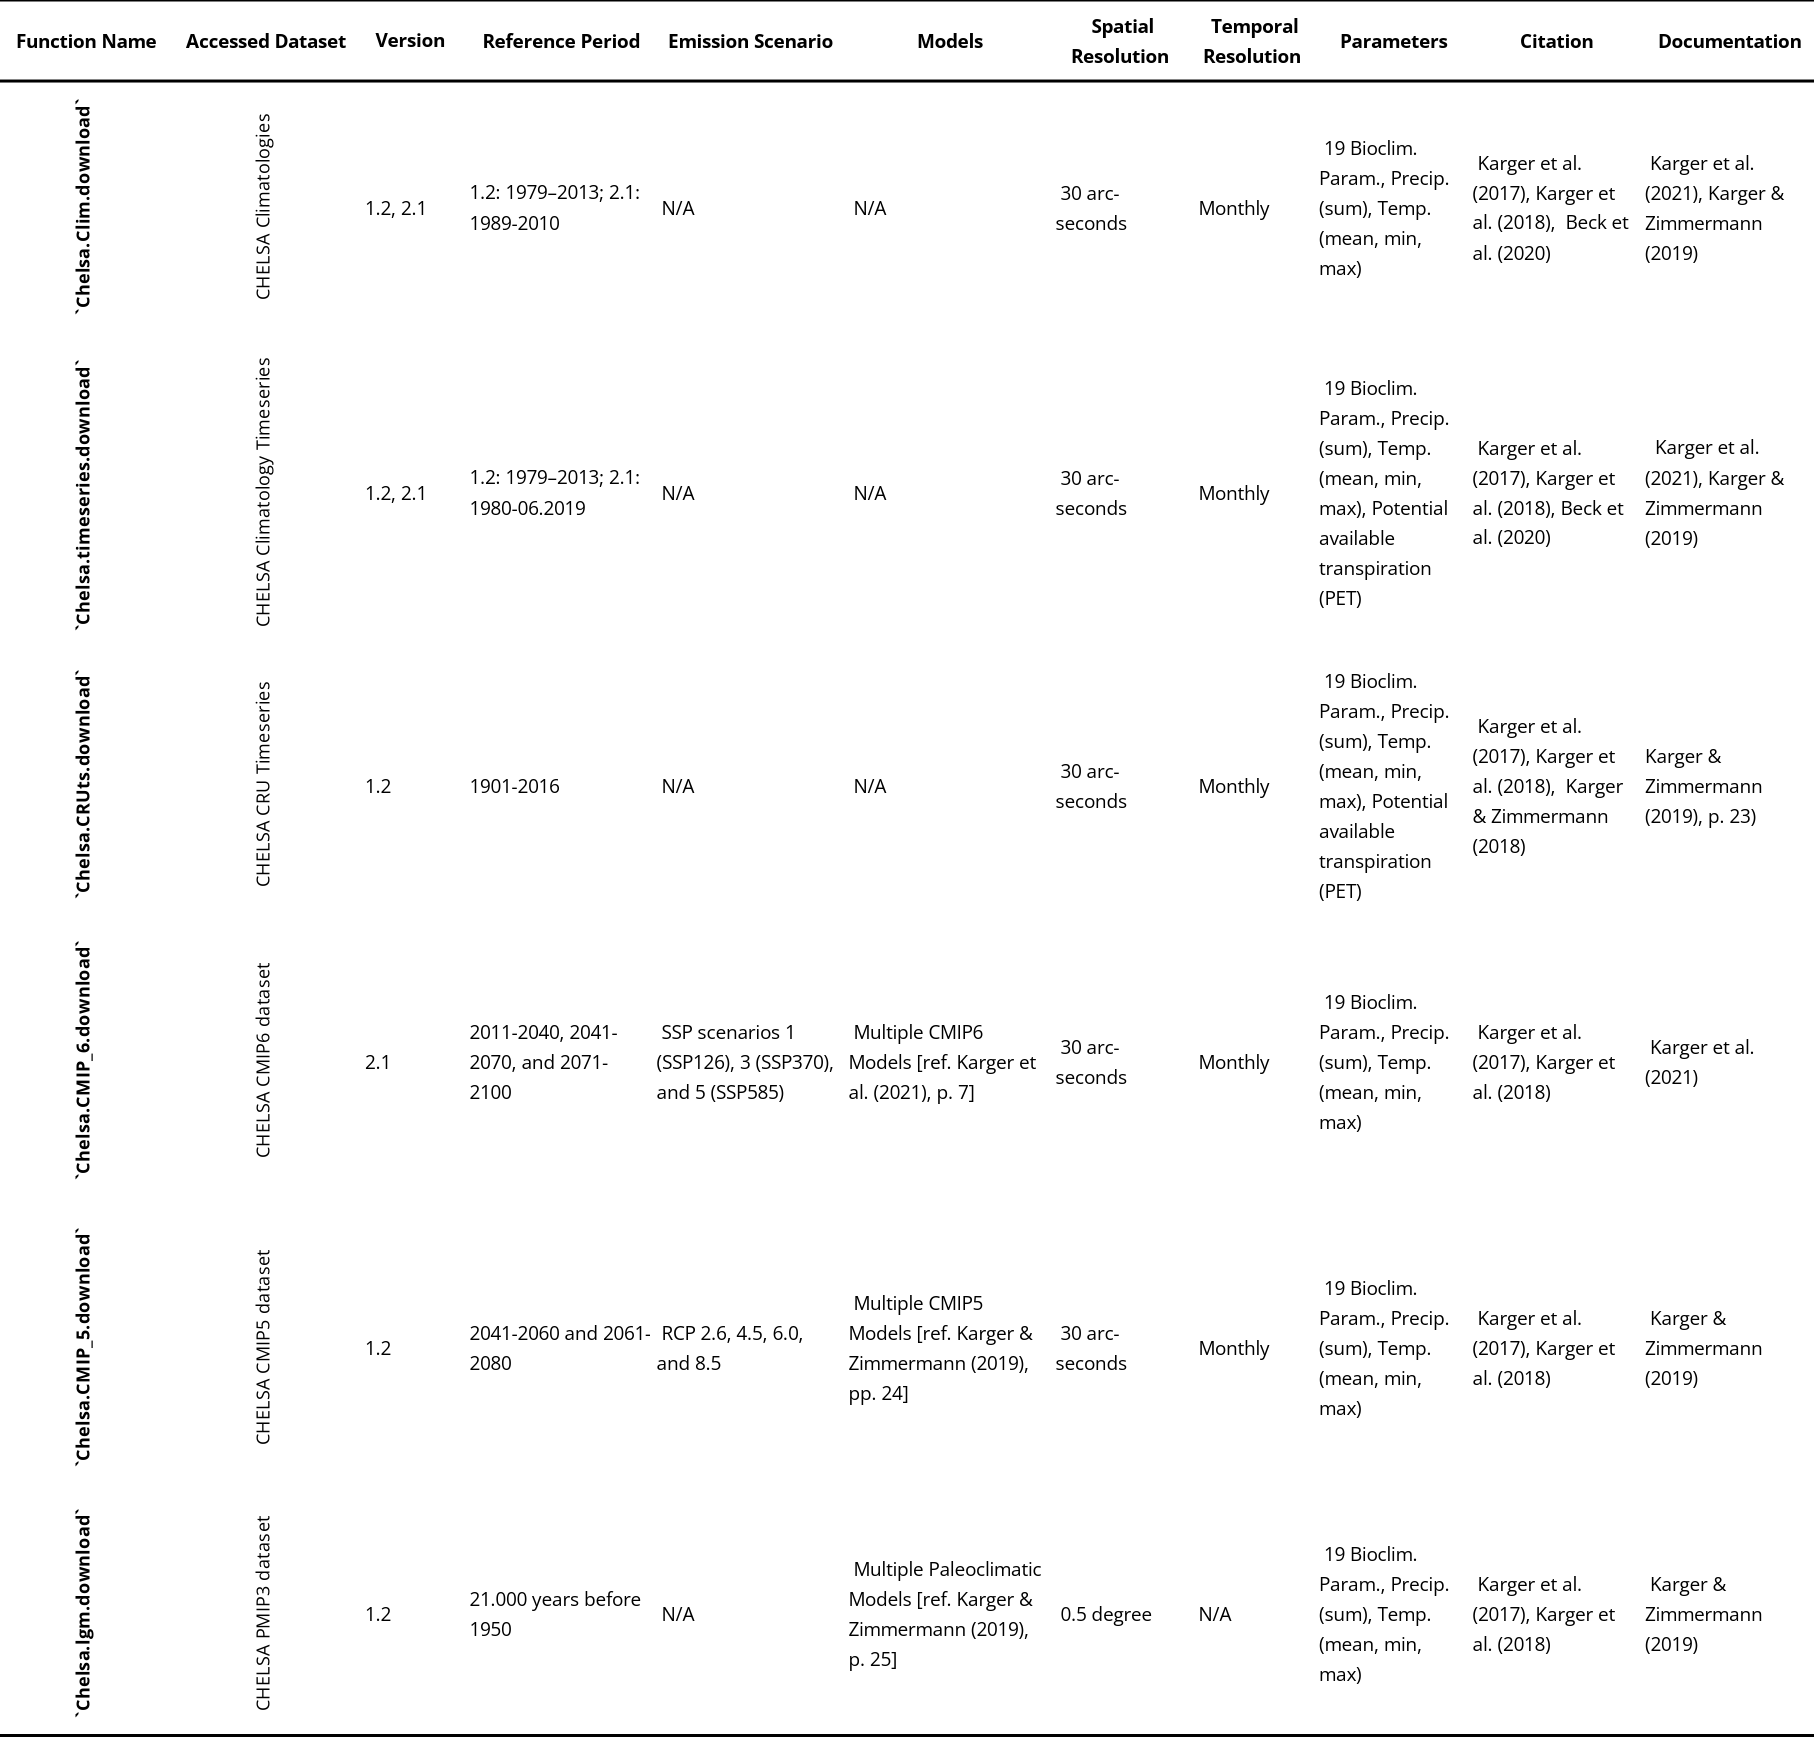 Function Name
Accessed Dataset
Version
Reference Period
Emission Scenario
Models
Spatial
Resolution
Temporal
Resolution
Parameters
Citation
Documentation
`Chelsa.Clim.download`
CHELSA Climatologies
1.2, 2.1
1.2: 1979–2013; 2.1:
1989-2010
N/A
N/A
30 arc-
seconds
Monthly
19 Bioclim.
Param., Precip.
(sum), Temp.
(mean, min,
max)
Karger et al.
(2017), Karger et
al. (2018),  Beck et
al. (2020)
Karger et al.
(2021), Karger &
Zimmermann
(2019)
`Chelsa.timeseries.download`
CHELSA Climatology Timeseries
1.2, 2.1
1.2: 1979–2013; 2.1:
1980-06.2019
N/A
N/A
30 arc-
seconds
Monthly
19 Bioclim.
Param., Precip.
(sum), Temp.
(mean, min,
max), Potential
available
transpiration
(PET)
Karger et al.
(2017), Karger et
al. (2018), Beck et
al. (2020)
Karger et al.
(2021), Karger &
Zimmermann
(2019)
`Chelsa.CRUts.download`
CHELSA CRU Timeseries
1.2
1901-2016
N/A
N/A
30 arc-
seconds
Monthly
19 Bioclim.
Param., Precip.
(sum), Temp.
(mean, min,
max), Potential
available
transpiration
(PET)
Karger et al.
(2017), Karger et
al. (2018),  Karger
& Zimmermann
(2018)
Karger &
Zimmermann
(2019), p. 23)
`Chelsa.CMIP_6.download`
CHELSA CMIP6 dataset
2.1
2011-2040, 2041-
2070, and 2071-
2100
SSP scenarios 1
(SSP126), 3 (SSP370),
and 5 (SSP585)
Multiple CMIP6
Models [ref. Karger et
al. (2021), p. 7]
30 arc-
seconds
Monthly
19 Bioclim.
Param., Precip.
(sum), Temp.
(mean, min,
max)
Karger et al.
(2017), Karger et
al. (2018)
Karger et al.
(2021)
`Chelsa.CMIP_5.download`
CHELSA CMIP5 dataset
1.2
2041-2060 and 2061-
2080
RCP 2.6, 4.5, 6.0,
and 8.5
Multiple CMIP5
Models [ref. Karger &
Zimmermann (2019),
pp. 24]
30 arc-
seconds
Monthly
19 Bioclim.
Param., Precip.
(sum), Temp.
(mean, min,
max)
Karger et al.
(2017), Karger et
al. (2018)
Karger &
Zimmermann
(2019)
`Chelsa.lgm.download`
CHELSA PMIP3 dataset
1.2
21.000 years before
1950
N/A
Multiple Paleoclimatic
Models [ref. Karger &
Zimmermann (2019),
p. 25]
0.5 degree
N/A
19 Bioclim.
Param., Precip.
(sum), Temp.
(mean, min,
max)
Karger et al.
(2017), Karger et
al. (2018)
Karger &
Zimmermann
(2019)